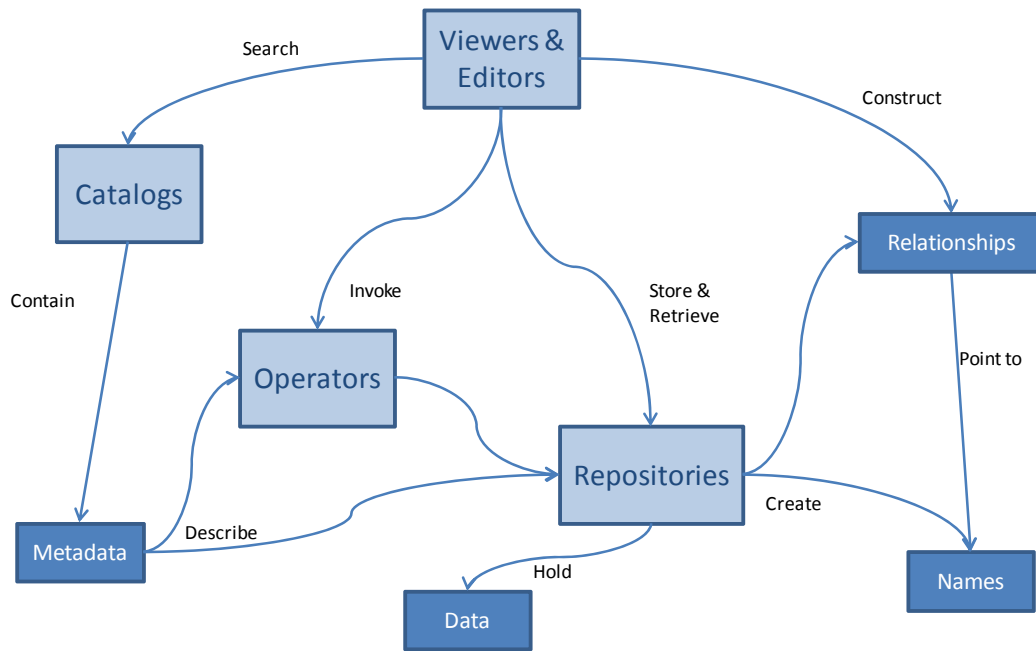 Viewers &
Editors
Search
Construct
Catalogs
Relationships
Contain
Invoke
Store &
Retrieve
Point to
Operators
Repositories
Create
Metadata
Describe
Hold
Names
Data